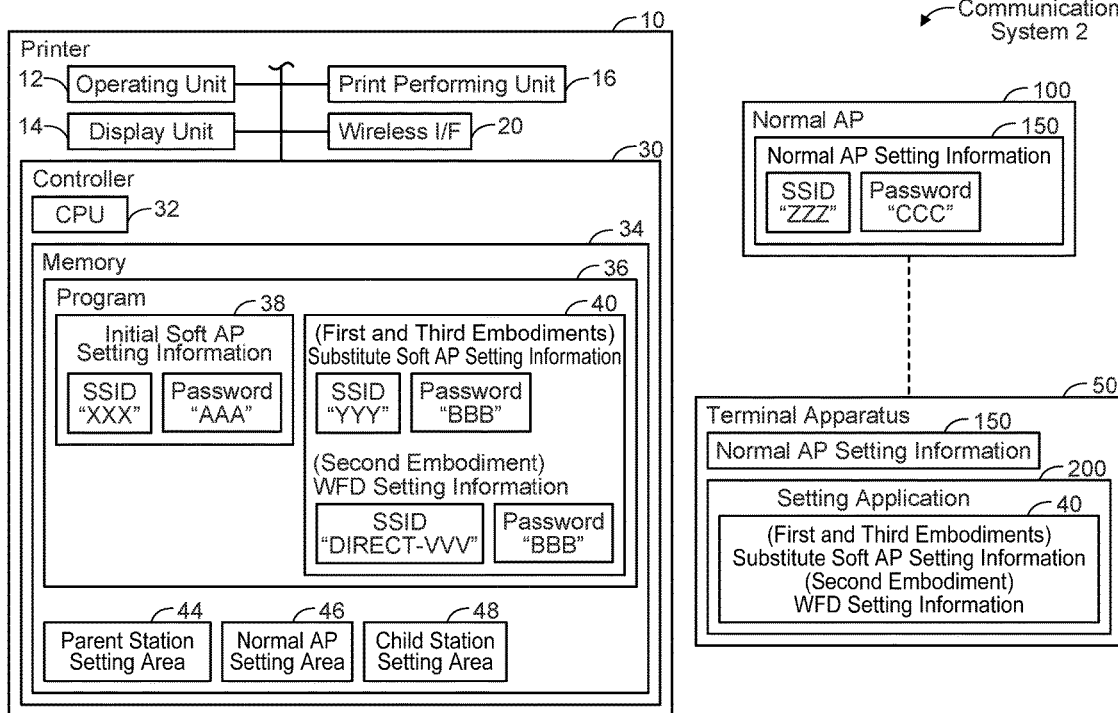 Communication
System 2
10
Printer
12
Operating Unit
Print Performing Unit
16
14
Display Unit
Wireless I/F
20
30
Controller
CPU
32
34
Memory
36
Program
38
Initial Soft AP
Setting Information
SSID
"XXX"
Password
"AAA"
40
(First and Third Embodiments)
Substitute Soft AP Setting Information
SSID
"YYY"
Password
"BBB"
(Second Embodiment)
WFD Setting Information
SSID
"DIRECT-VVV"
Password
"BBB"
44
Parent Station
Setting Area
46
Normal AP
Setting Area
48
Child Station
Setting Area
100
Normal AP
150
Normal AP Setting Information
SSID
"ZZZ"
Password
"CCC"
50
Terminal Apparatus
150
Normal AP Setting Information
200
Setting Application
40
(First and Third Embodiments)
Substitute Soft AP Setting Information
(Second Embodiment)
WFD Setting Information